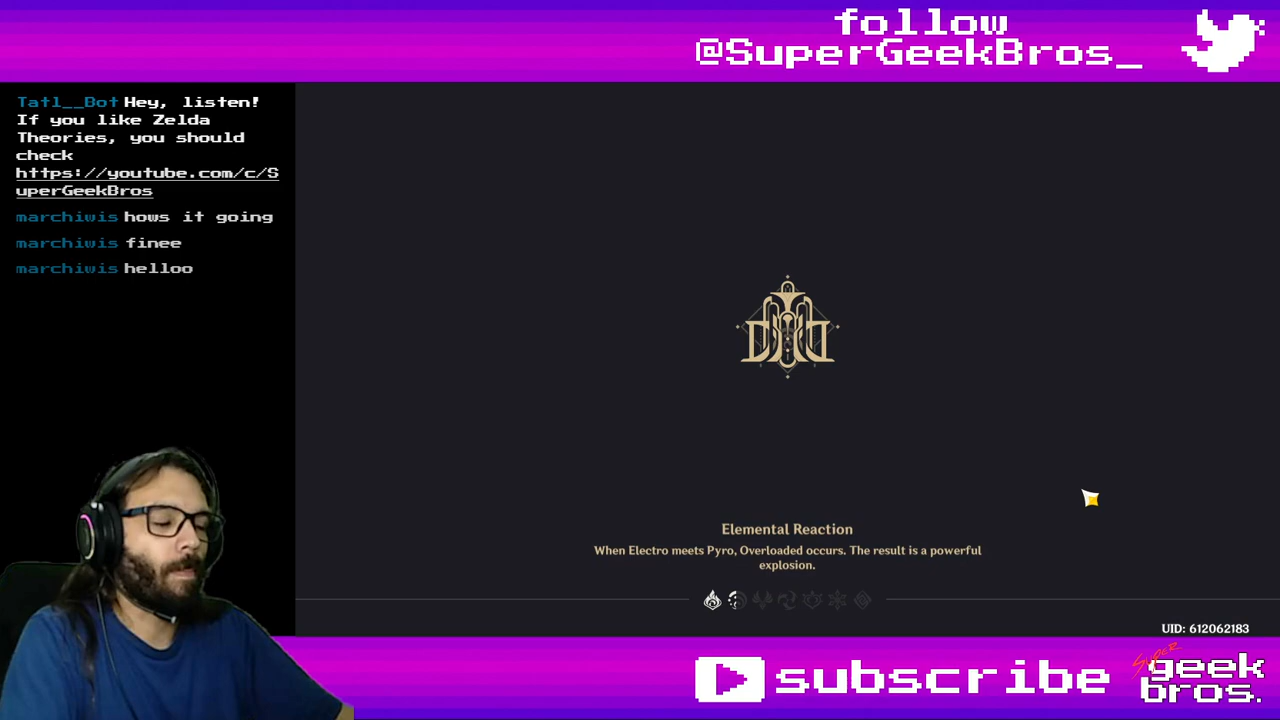 follow
@SuperGeekBros_
Tatl__Bot Hey, listen!
If you like Zelda
Theories, you should
check
https://youtube.com/c/S
uperGeekBros
marchiwis hows it going
marchiwis finee
marchiwis helloo
Elemental Reaction
When Electro meets Pyro, Overloaded occurs. The result is a powerful
explosion.
UID: 612062183
subscribe
SUPER
geek
bros.